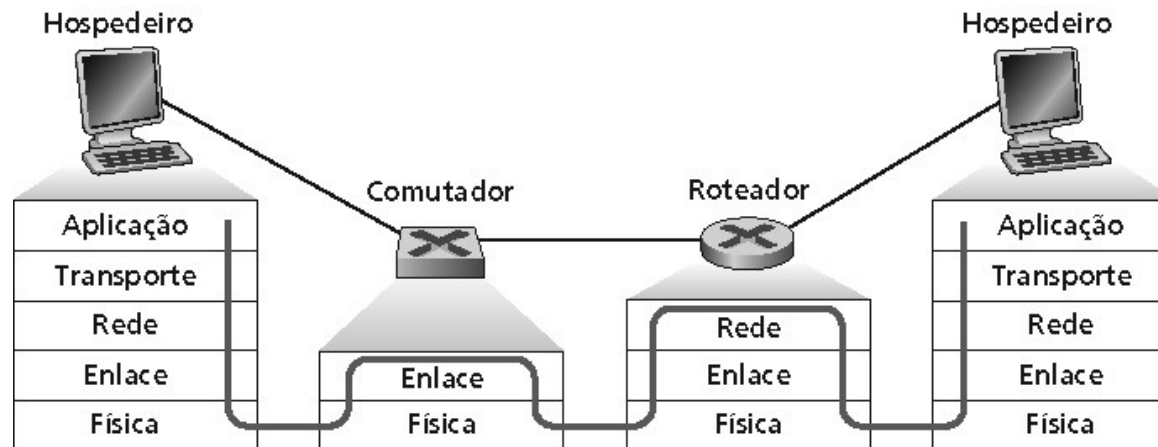 Hospedeiro
Hospedeiro
Comutador
Roteador
Aplicação
Transporte
Rede
Enlace
Física
Enlace
Física
Rede
Enlace
Física
Aplicação
Transporte
Rede
Enlace
Física